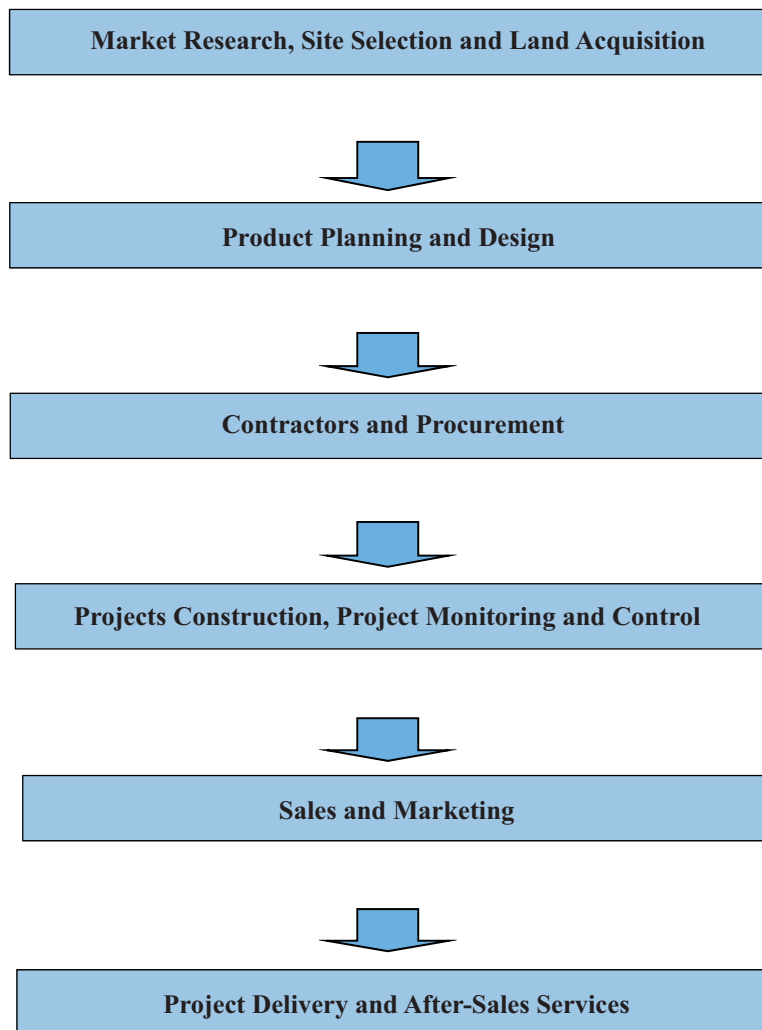 Market Research, Site Selection and Land Acquisition
Product Planning and Design
Contractors and Procurement
Projects Construction, Project Monitoring and Control
Sales and Marketing
Project Delivery and After-Sales Services